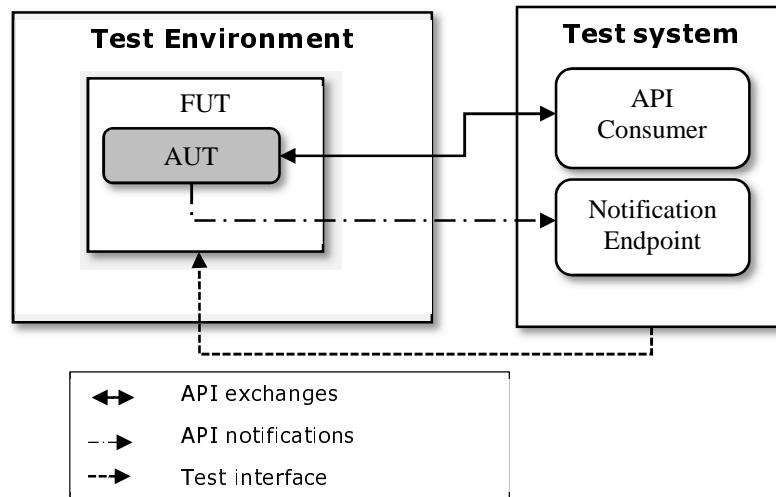 Test Environment
FUT
AUT
Test system
API
Consumer
Notification
Endpoint
API exchanges
API notifications
Test interface